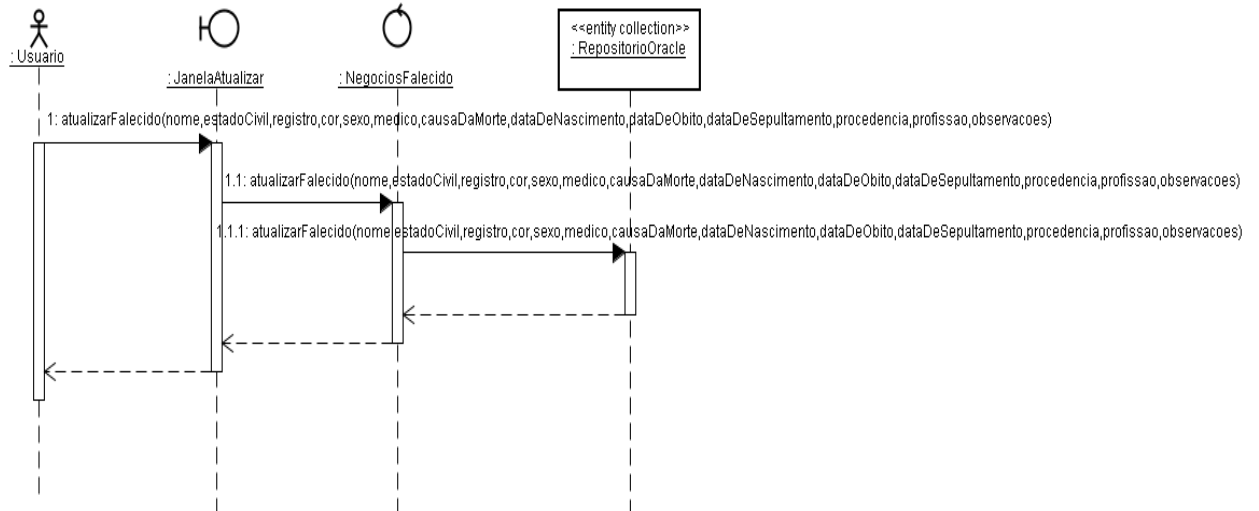 <<entity collection>>
: RepositorioOracle
: Usuario
: JanelaAtualizar
: NegociosFalecido
1: atualizarFalecido(nome,estadoCivil,registro,cor,sexo,medico,causaDaMorte,dataDeNascimento,dataDeObito,dataDeSepultamento,procedencia,profissao,observacoes)
1.1: atualizarFalecido(nome,estadoCivil,registro,cor,sexo,medico,causaDaMorte,dataDeNascimento,dataDeObito,dataDeSepultamento,procedencia,profissao,observacoes)
1.1.1: atualizarFalecido(nome,estadoCivil,registro,cor,sexo,medico,causaDaMorte,dataDeNascimento,dataDeObito,dataDeSepultamento,procedencia,profissao,observacoes)